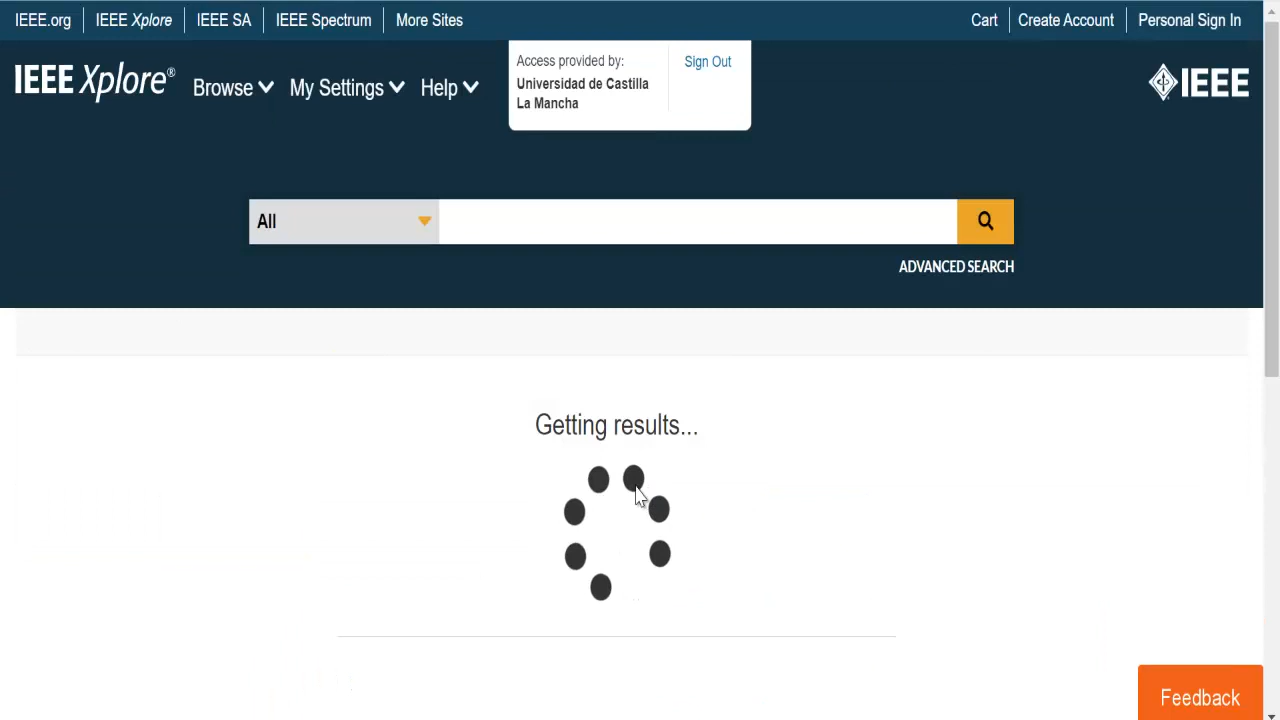 IEEE.org IEEE Xplore IEEE SA IEEE Spectrum More Sites Cart Create Account Personal Sign In
IEEE Xplore® Browse My Settings Help
Access provided by: Sign Out
Universidad de Castilla
La Mancha
IEEE
All
ADVANCED SEARCH
Getting results...
Feedback